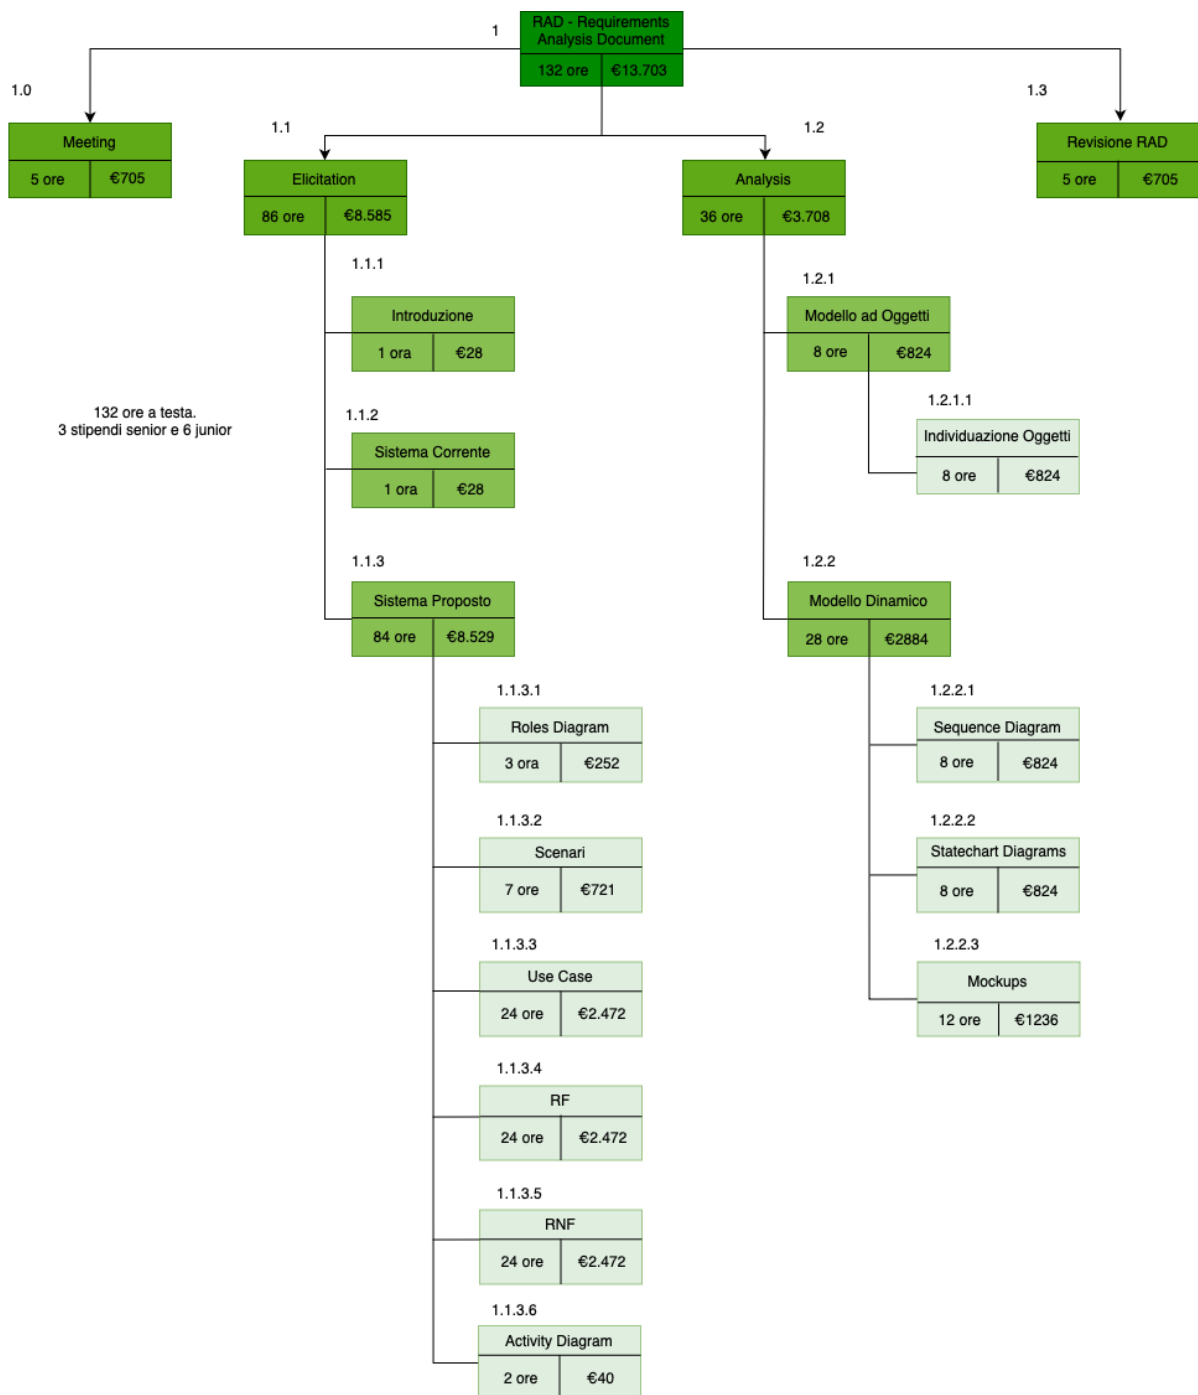 1
RAD - Requirements
Analysis Document
132 ore €13.703
1.0
Meeting
5 ore €705
1.1
Elicitation
86 ore €8.585
1.2
Analysis
36 ore €3.708
1.3
Revisione RAD
5 ore €705
132 ore a testa.
3 stipendi senior e 6 junior
1.1.1
Introduzione
1 ora €28
1.1.2
Sistema Corrente
1 ora €28
1.1.3
Sistema Proposto
84 ore €8.529
1.1.3.1
Roles Diagram
3 ora €252
1.1.3.2
Scenari
7 ore €721
1.1.3.3
Use Case
24 ore €2.472
1.1.3.4
RF
24 ore €2.472
1.1.3.5
RNF
24 ore €2.472
1.1.3.6
Activity Diagram
2 ore €40
1.2.1
Modello ad Oggetti
8 ore €824
1.2.1.1
Individuazione Oggetti
8 ore €824
1.2.2
Modello Dinamico
28 ore €2884
1.2.2.1
Sequence Diagram
8 ore €824
1.2.2.2
Statechart Diagrams
8 ore €824
1.2.2.3
Mockups
12 ore €1236